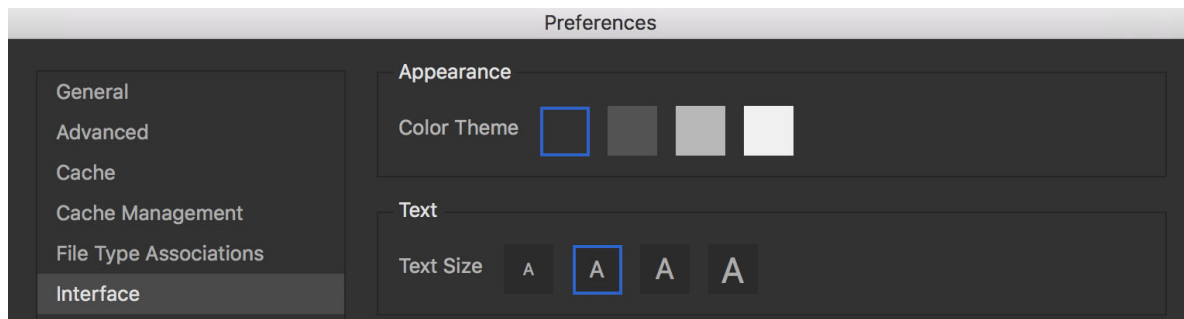 Preferences
General
Advanced
Cache
Cache Management
File Type Associations
Interface
Appearance
Color Theme
Text
Text Size A A A A